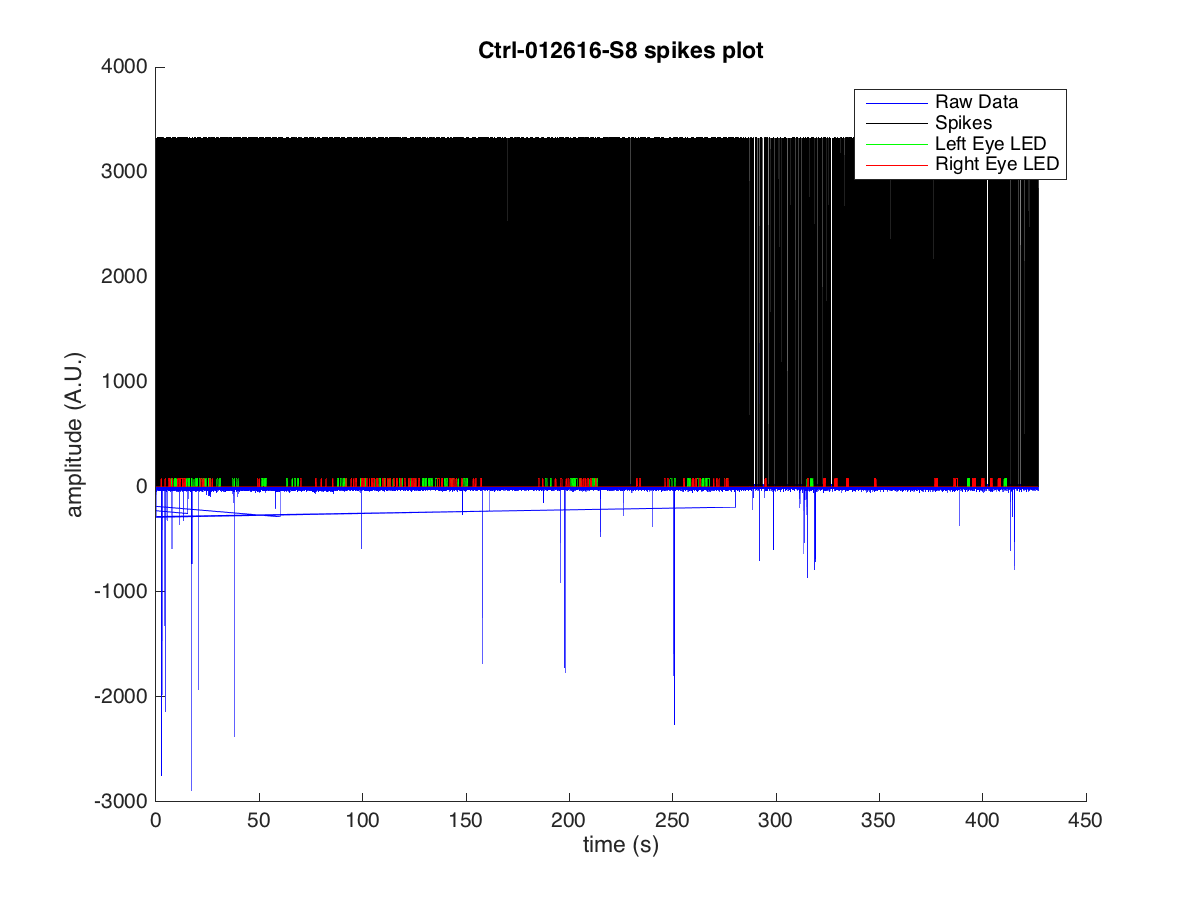 Ctrl-012616-S8 spikes plot
4000
3000
2000
1000
0
-1000
-2000
-3000
amplitude (A.U.)
Raw Data
Spikes
Left Eye LED
Right Eye LED
0 50 100 150 200 250 300 350 400 450
time (s)